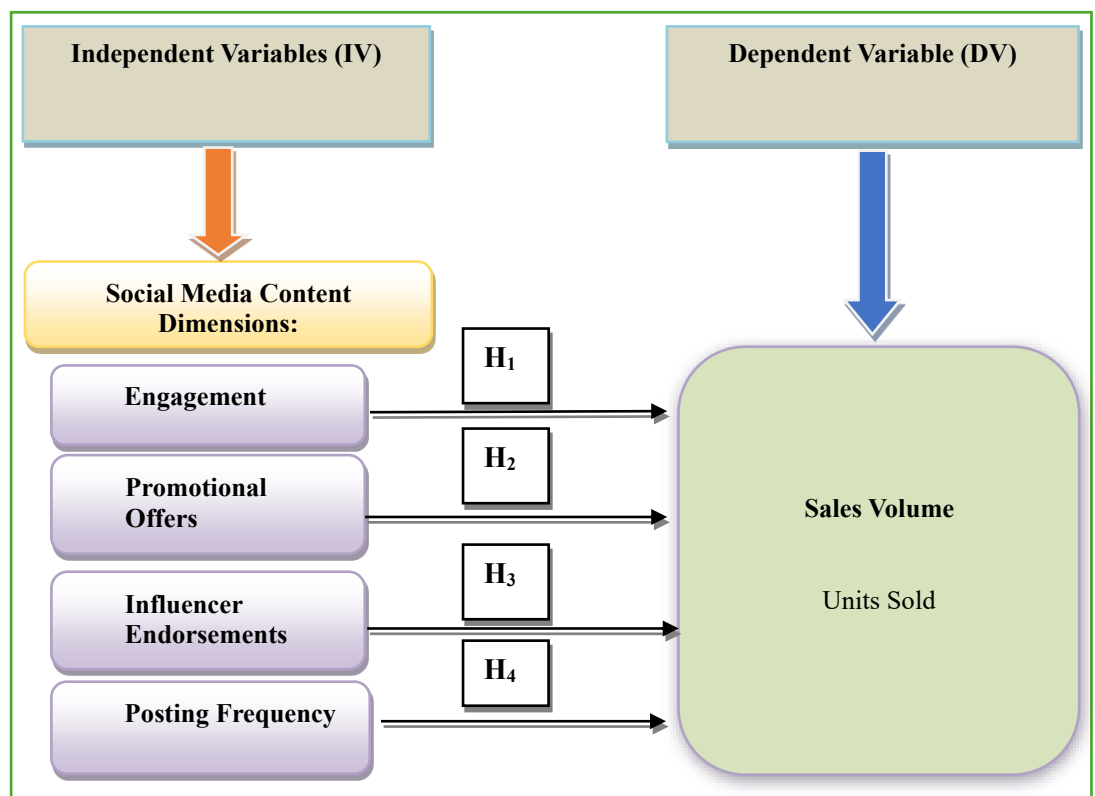 Independent Variables (IV)
Dependent Variable (DV)
Social Media Content
Dimensions:
H₁
Engagement
H₂
Promotional
Offers
Sales Volume
H₃
Influencer
Endorsements
Units Sold
H₄
Posting Frequency